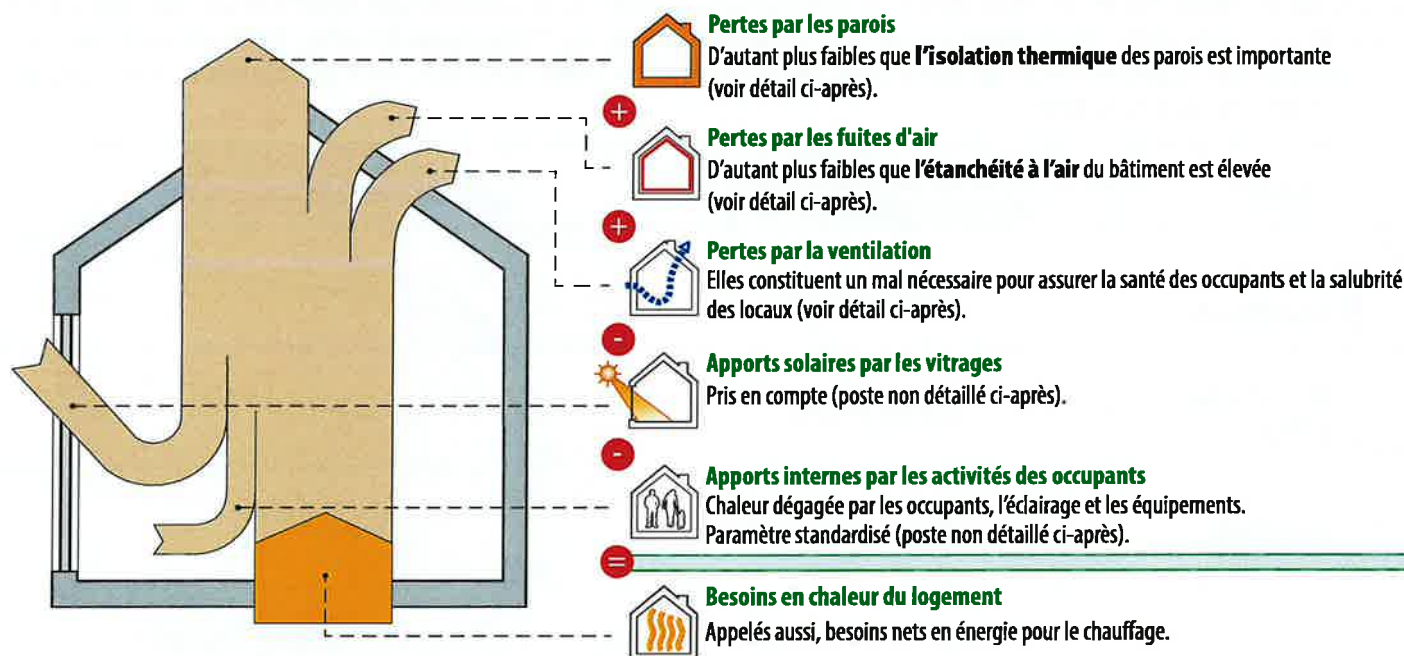 Pertes par les parois
D'autant plus faibles que l'isolation thermique des parois est importante
(voir détail ci-après).
+
Pertes par les fuites d'air
D'autant plus faibles que l'étanchéité à l'air du bâtiment est élevée
(voir détail ci-après).
+
Pertes par la ventilation
Elles constituent un mal nécessaire pour assurer la santé des occupants et la salubrité
des locaux (voir détail ci-après).
-
Apports solaires par les vitrages
Pris en compte (poste non détaillé ci-après).
-
Apports internes par les activités des occupants
Chaleur dégagée par les occupants, l'éclairage et les équipements.
Paramètre standardisé (poste non détaillé ci-après).
=
Besoins en chaleur du logement
Appelés aussi, besoins nets en énergie pour le chauffage.